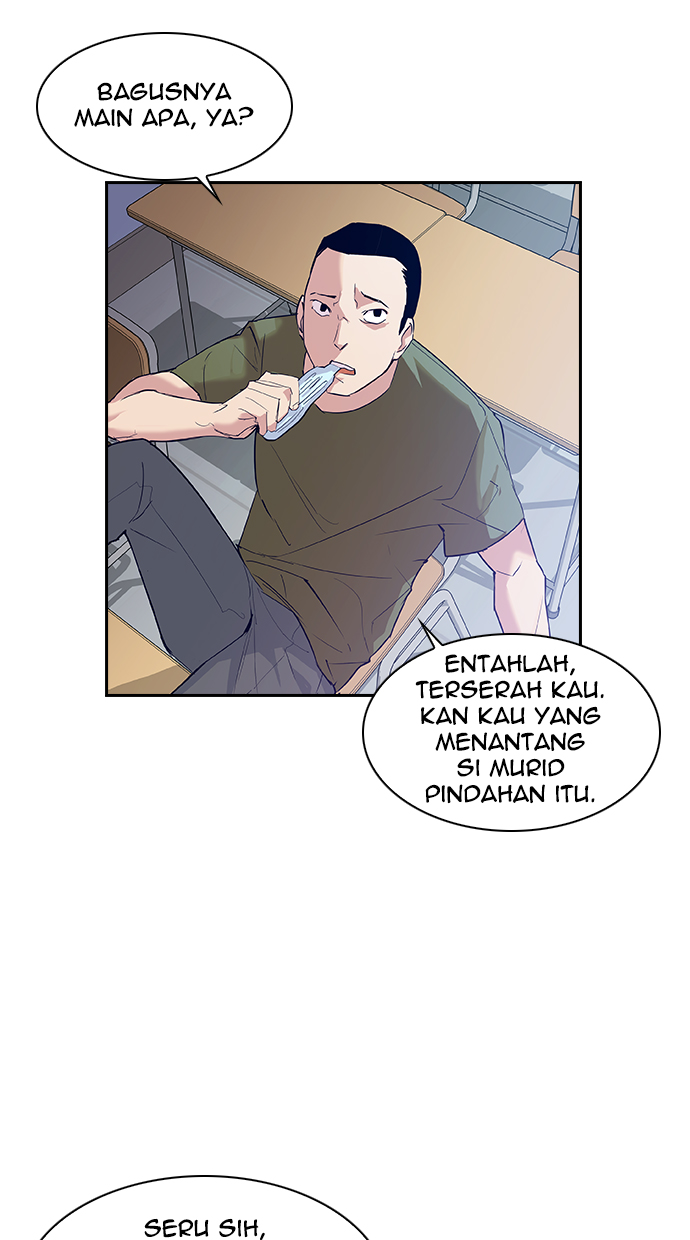 BAGUSNYA
MAIN APA, YA?
ENTAHLAH,
TERSERAH KAU.
KAN KAU YANG
MENANTANG
SI MURID
PINDAHAN ITU.
SERU SIH,